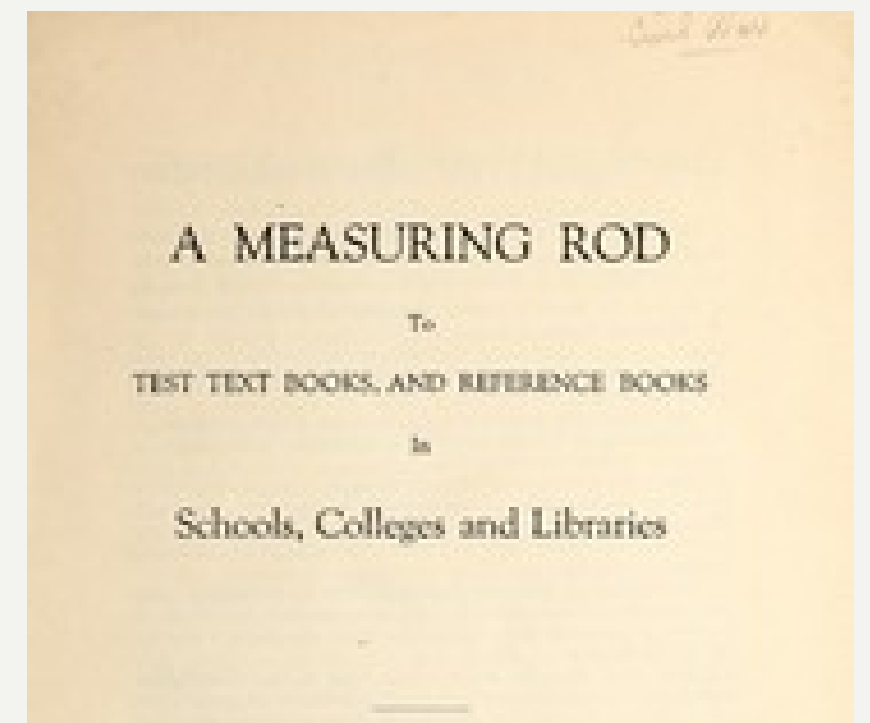 A MEASURING ROD
To
TEST TEXT BOOKS, AND REFERENCE BOOKS
In
Schools, Colleges and Libraries